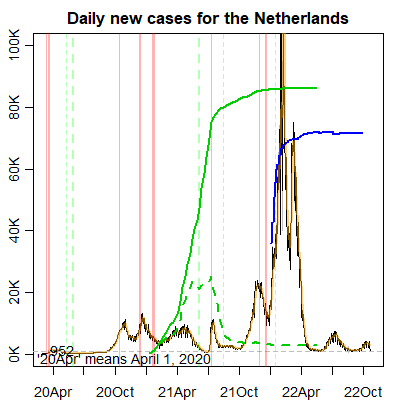 Daily new cases for the Netherlands
100K
80K
60K
40K
20K
0K
952
'20Apr' means April 1, 2020
20Apr 20Oct 21Apr 21Oct 22Apr 22Oct